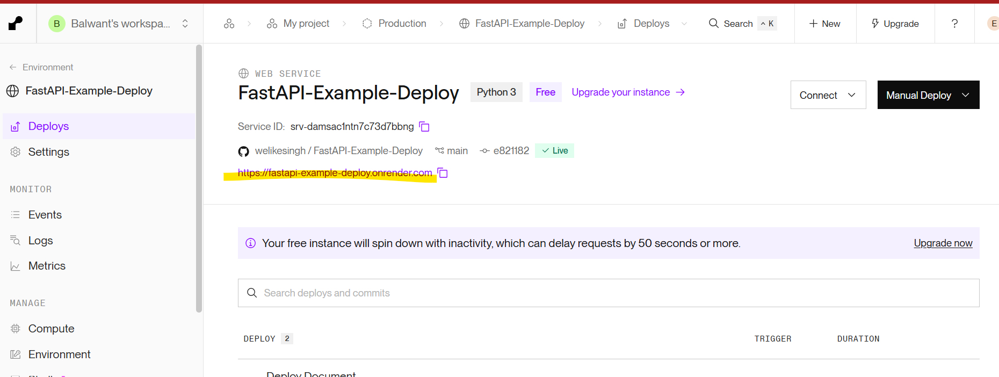 B Balwant's workspa... My project Production FastAPI-Example-Deploy Deploys Search ^ K + New Upgrade ? E
Environment
FastAPI-Example-Deploy
Deploys
Settings
MONITOR
Events
Logs
Metrics
MANAGE
Compute
Environment
WEB SERVICE
FastAPI-Example-Deploy Python 3 Free Upgrade your instance →
Connect Manual Deploy
Service ID: srv-damsac1ntn7c73d7bbng
welikesingh / FastAPI-Example-Deploy main e821182 ✓ Live
https://fastapi-example-deploy.onrender.com
Your free instance will spin down with inactivity, which can delay requests by 50 seconds or more. Upgrade now
Search deploys and commits
DEPLOY 2 TRIGGER DURATION
Deploy Document